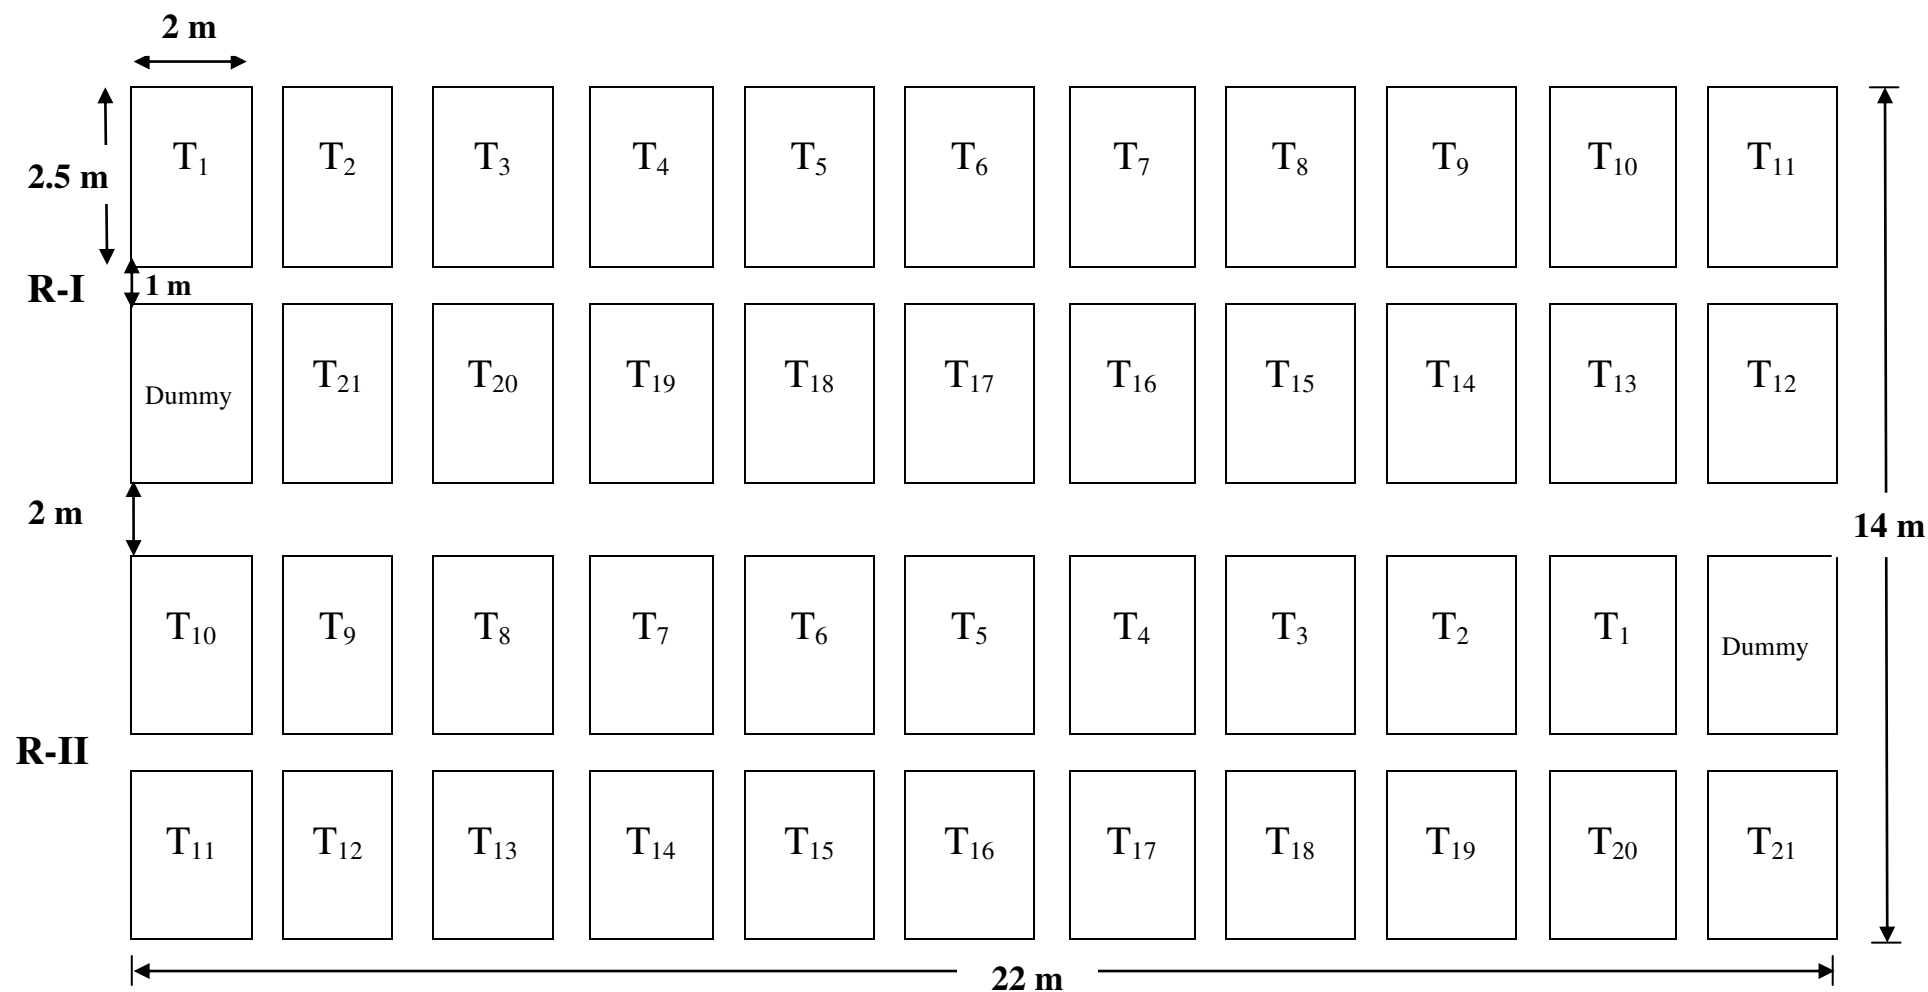 2 m
T₁ T₂ T₃ T₄ T₅ T₆ T₇ T₈ T₉ T₁₀ T₁₁
2.5 m
R-I
1 m
Dummy T₂₁ T₂₀ T₁₉ T₁₈ T₁₇ T₁₆ T₁₅ T₁₄ T₁₃ T₁₂
2 m
14 m
T₁₀ T₉ T₈ T₇ T₆ T₅ T₄ T₃ T₂ T₁ Dummy
R-II
T₁₁ T₁₂ T₁₃ T₁₄ T₁₅ T₁₆ T₁₇ T₁₈ T₁₉ T₂₀ T₂₁
22 m